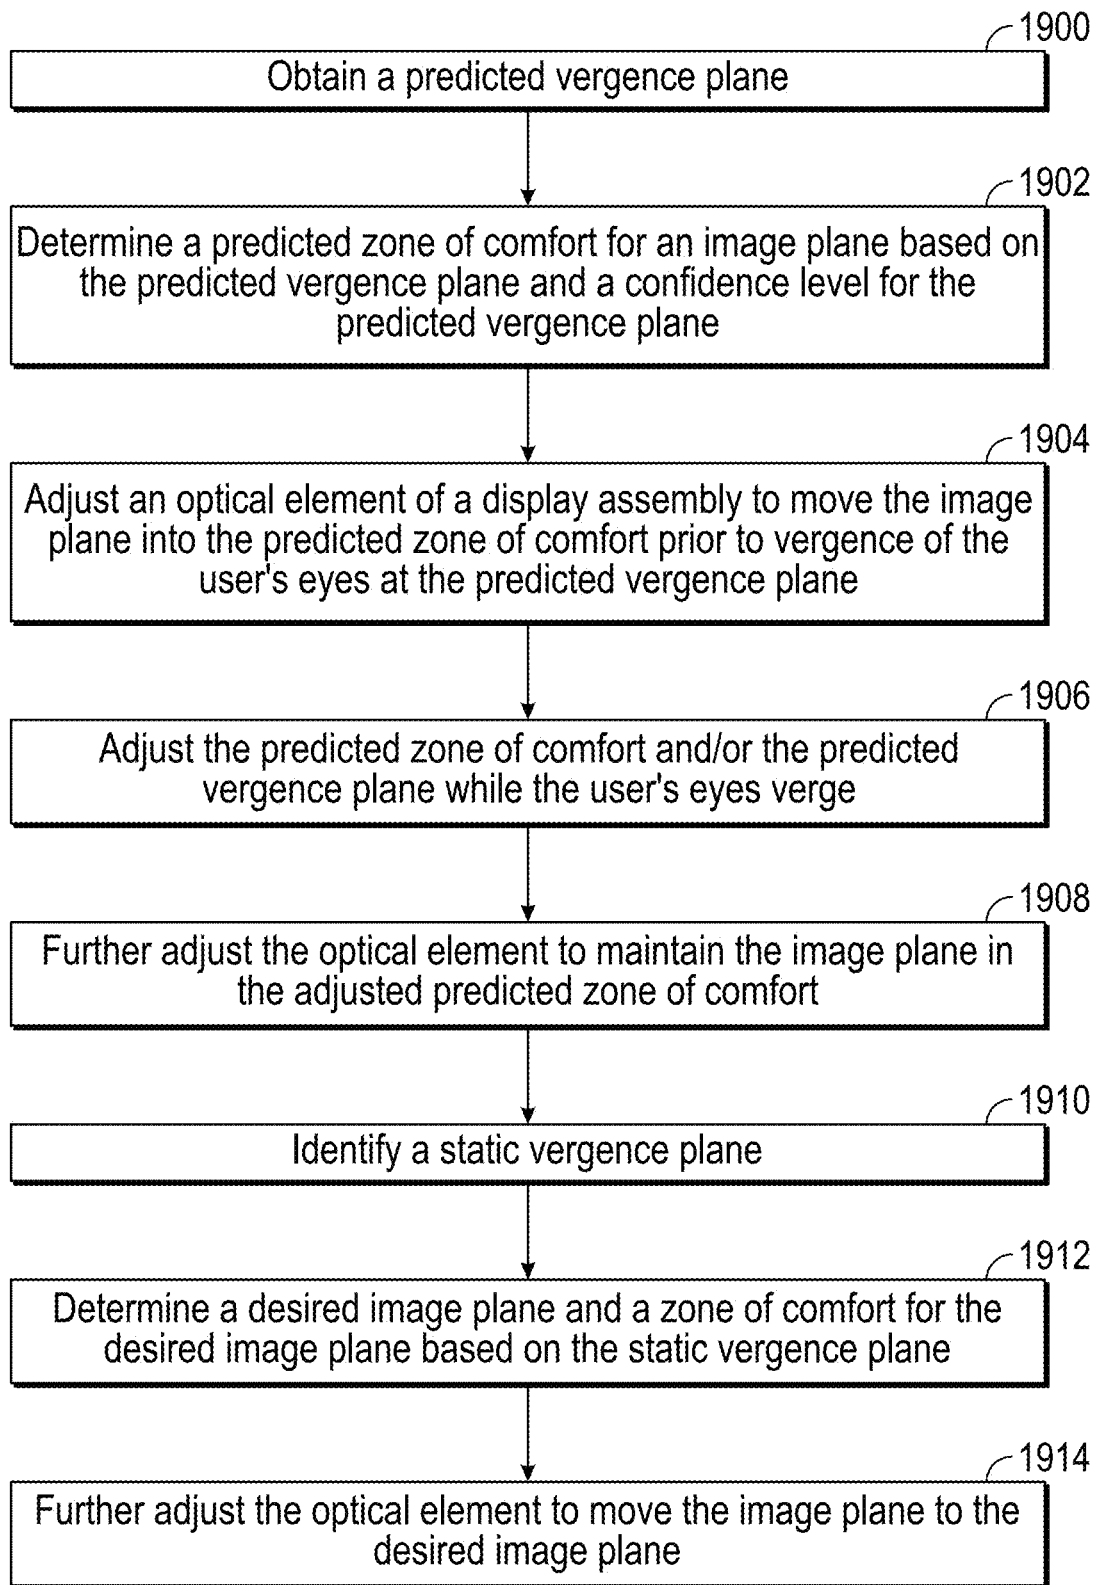 1900
Obtain a predicted vergence plane
1902
Determine a predicted zone of comfort for an image plane based on
the predicted vergence plane and a confidence level for the
predicted vergence plane
1904
Adjust an optical element of a display assembly to move the image
plane into the predicted zone of comfort prior to vergence of the
user's eyes at the predicted vergence plane
1906
Adjust the predicted zone of comfort and/or the predicted
vergence plane while the user's eyes verge
1908
Further adjust the optical element to maintain the image plane in
the adjusted predicted zone of comfort
1910
Identify a static vergence plane
1912
Determine a desired image plane and a zone of comfort for the
desired image plane based on the static vergence plane
1914
Further adjust the optical element to move the image plane to the
desired image plane